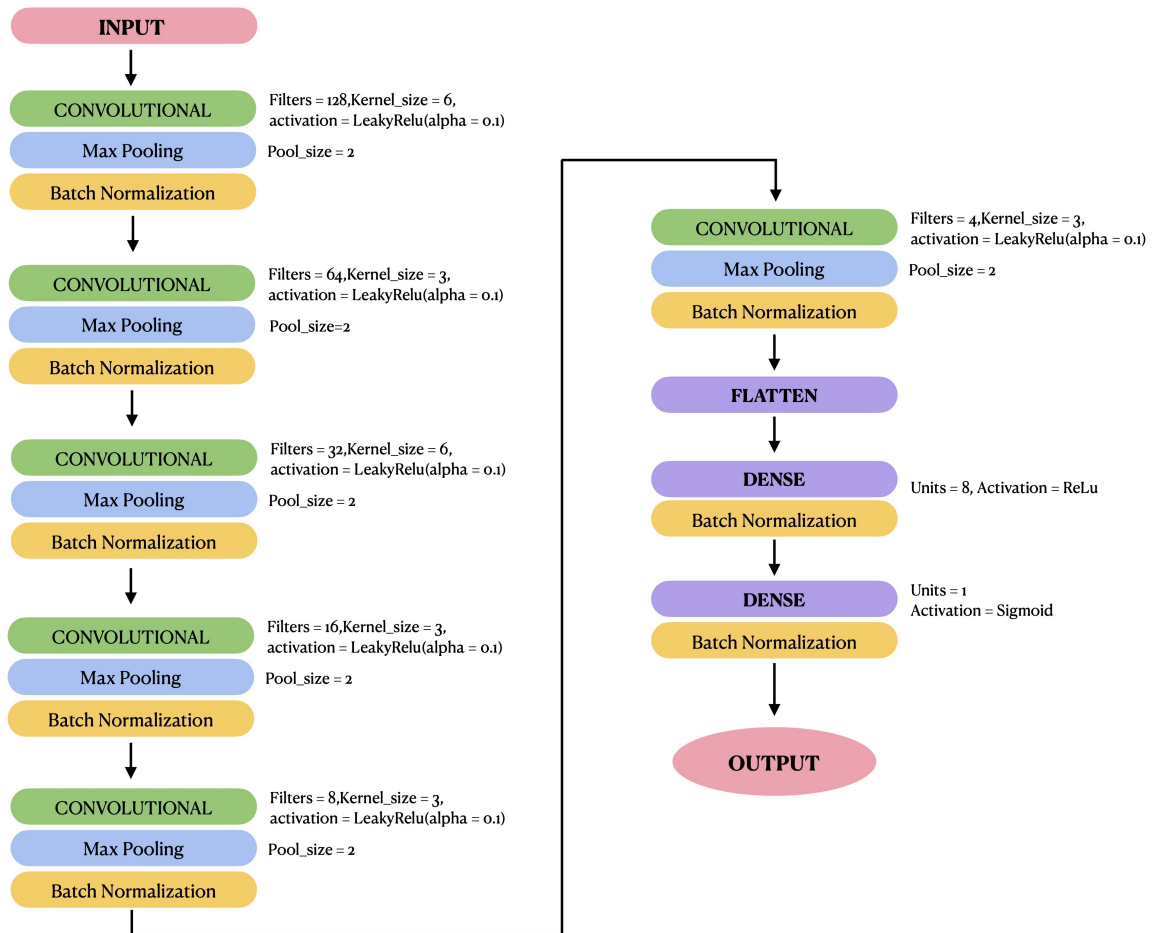 INPUT
CONVOLUTIONAL
Filters = 128,Kernel_size = 6,
activation = LeakyRelu(alpha = 0.1)
Max Pooling
Pool_size = 2
Batch Normalization
CONVOLUTIONAL
Filters = 64,Kernel_size = 3,
activation = LeakyRelu(alpha = 0.1)
Max Pooling
Pool_size=2
Batch Normalization
CONVOLUTIONAL
Filters = 32,Kernel_size = 6,
activation = LeakyRelu(alpha = 0.1)
Max Pooling
Pool_size = 2
Batch Normalization
CONVOLUTIONAL
Filters = 16,Kernel_size = 3,
activation = LeakyRelu(alpha = 0.1)
Max Pooling
Pool_size = 2
Batch Normalization
CONVOLUTIONAL
Filters = 8,Kernel_size = 3,
activation = LeakyRelu(alpha = 0.1)
Max Pooling
Pool_size = 2
Batch Normalization
CONVOLUTIONAL
Filters = 4,Kernel_size = 3,
activation = LeakyRelu(alpha = 0.1)
Max Pooling
Pool_size = 2
Batch Normalization
FLATTEN
DENSE
Units = 8, Activation = ReLu
Batch Normalization
DENSE
Units = 1
Activation = Sigmoid
Batch Normalization
OUTPUT